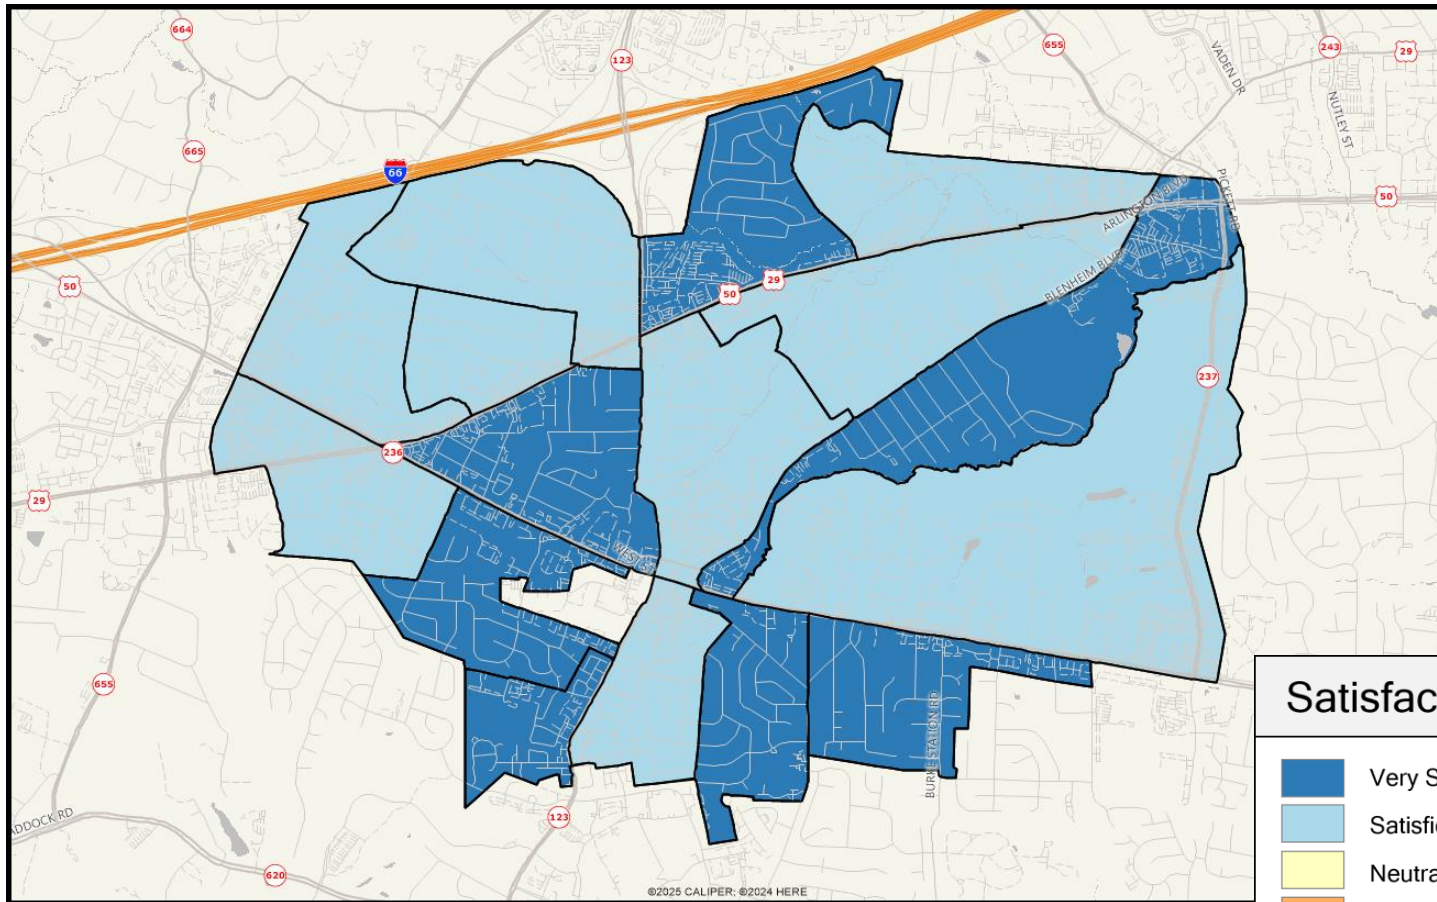 664
123
655
243
29
VADEN DR
NUTLEY ST
665
66
PICKETT RD
50
ARLINGTON BLVD
50
BLENHEIM BLVD
29
50
237
236
29
WEST ST
655
BURKE STATION RD
ADDOCK RD
123
620
©2025 CALIPER; ©2024 HERE
Satisfac
Very S
Satisfie
Neutra